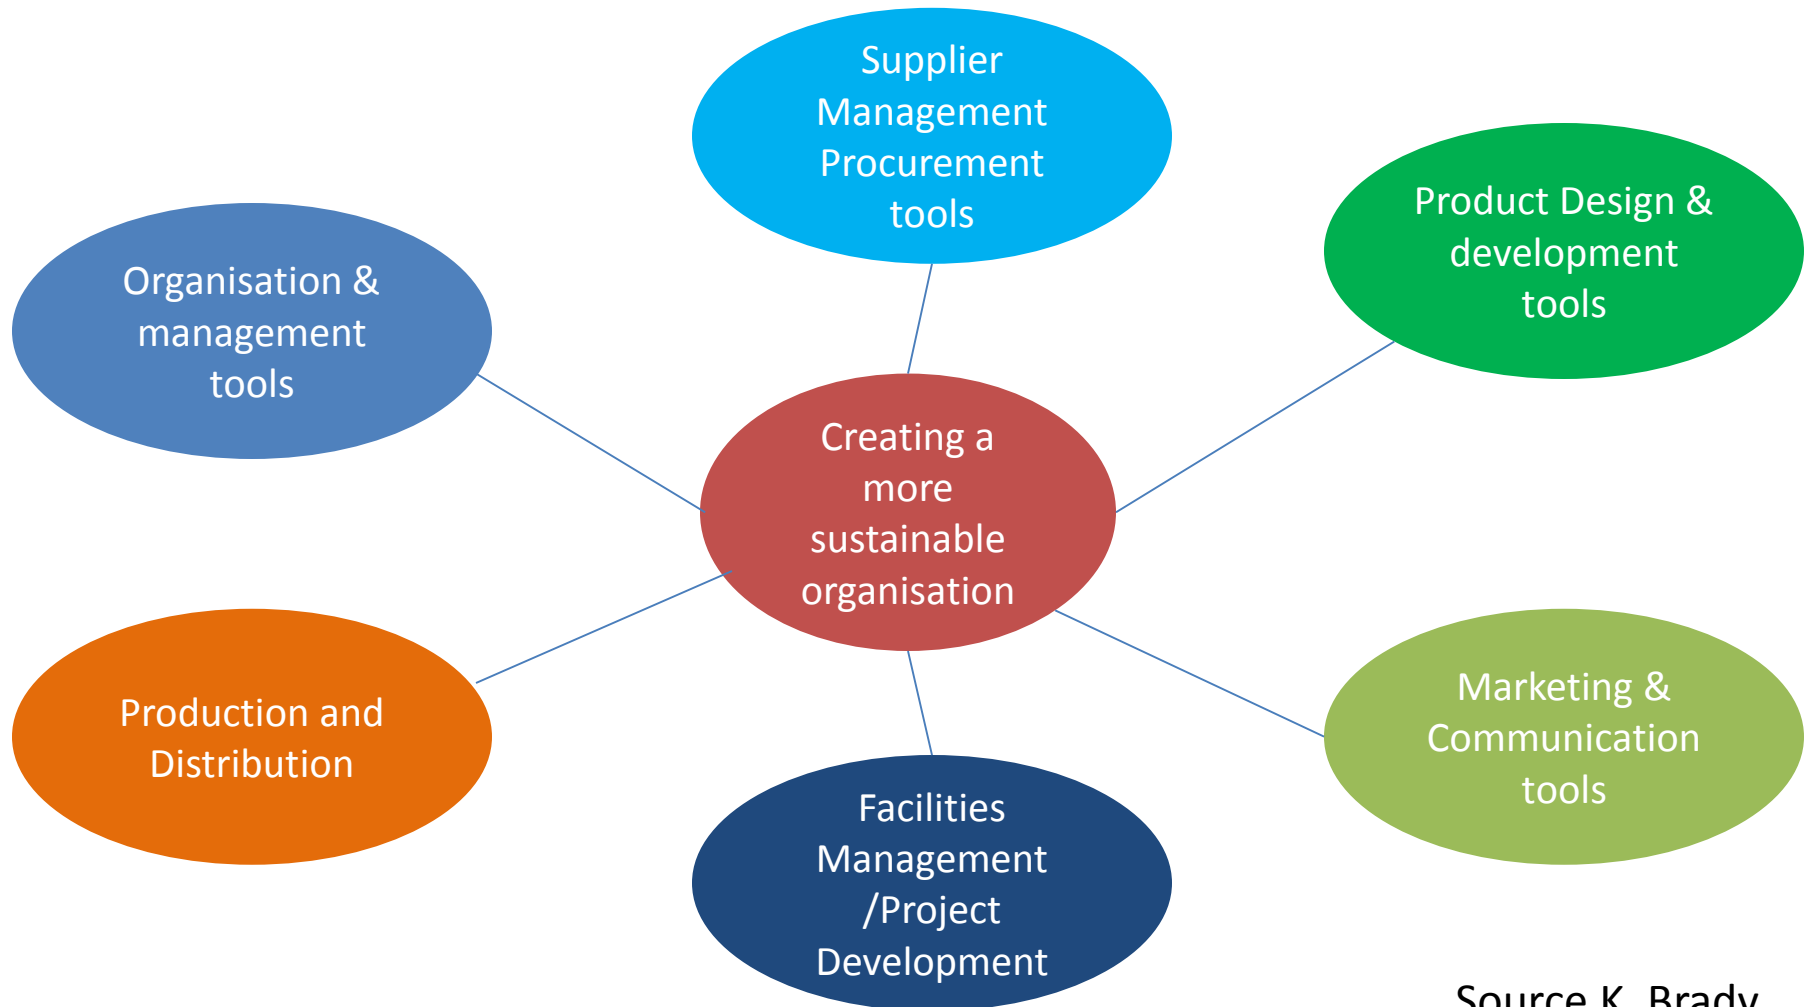 Supplier
Management
Procurement
tools
Product Design &
development
tools
Organisation &
management
tools
Creating a
more
sustainable
organisation
Production and
Distribution
Marketing &
Communication
tools
Facilities
Management
/Project
Development
Source K. Brady